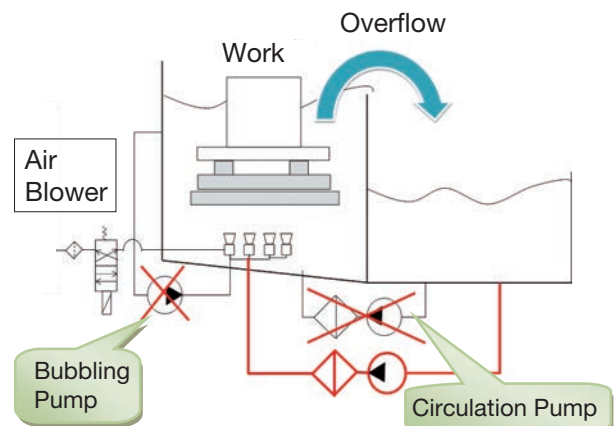 Overflow
Work
Air
Blower
Bubbling
Pump
Circulation Pump